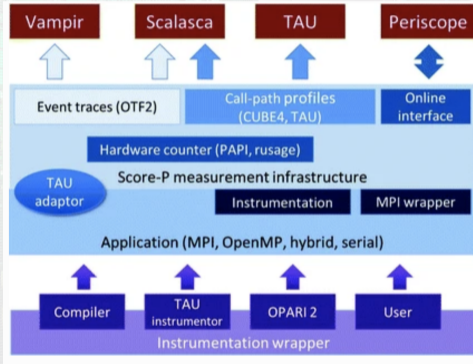 Vampir
Scalasca
TAU
Periscope
Event traces (OTF2)
Call-path profiles
(CUBE4, TAU)
Online
interface
Hardware counter (PAPI, rusage)
Score-P measurement infrastructure
TAU
adaptor
Instrumentation
MPI wrapper
Application (MPI, OpenMP, hybrid, serial)
Compiler
TAU
instrumentor
OPARI 2
User
Instrumentation wrapper